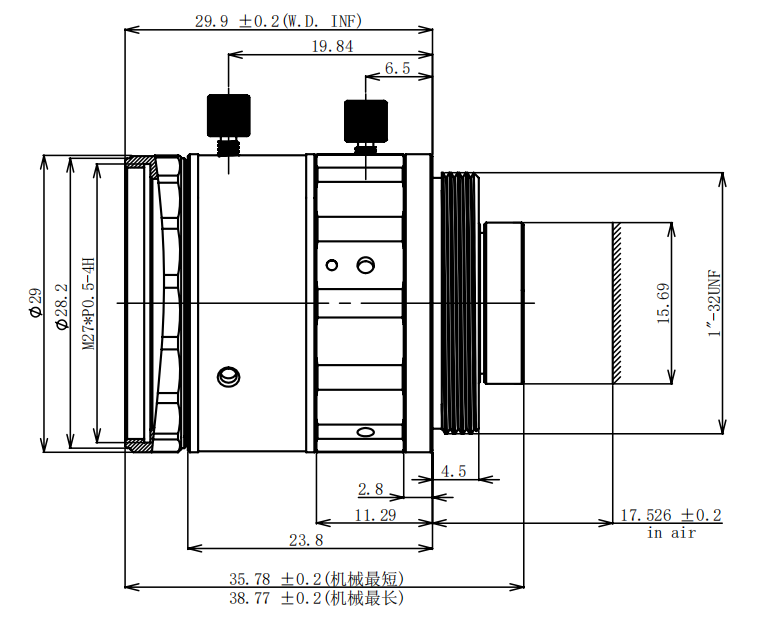 29.9 ±0.2(W.D. INF)
19.84
6.5
ϕ29
ϕ28.2
M27*P0.5-4H
15.69
1″-32UNF
4.5
2.8
11.29
17.526 ±0.2
in air
23.8
35.78 ±0.2(机械最短)
38.77 ±0.2(机械最长)